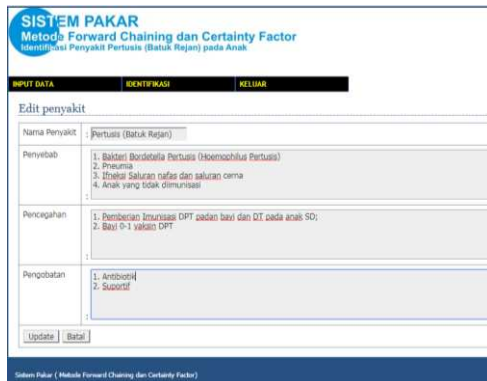 SISTEM PAKAR
Metode Forward Chaining dan Certainty Factor
Identifikasi Penyakit Pertusis (Batuk Rejan) pada Anak
INPUT DATA IDENTIFIKASI KELUAR
Edit penyakit
Nama Penyakit : Pertusis (Batuk Rejan)
Penyebab
1. Bakteri Bordetella Pertusis (Hoemophilus Pertusis)
2. Pneumia
3. Ifneksi Saluran nafas dan saluran cerna
4. Anak yang tidak diimunisasi
:
Pencegahan
1. Pemberian Imunisasi DPT padan bayi dan DT pada anak SD;
2. Bayi 0-1 vaksin DPT
:
Pengobatan
1. Antibiotik
2. Suportif
:
Update Batal
Sistem Pakar ( Metode Forward Chaining dan Certainty Factor)